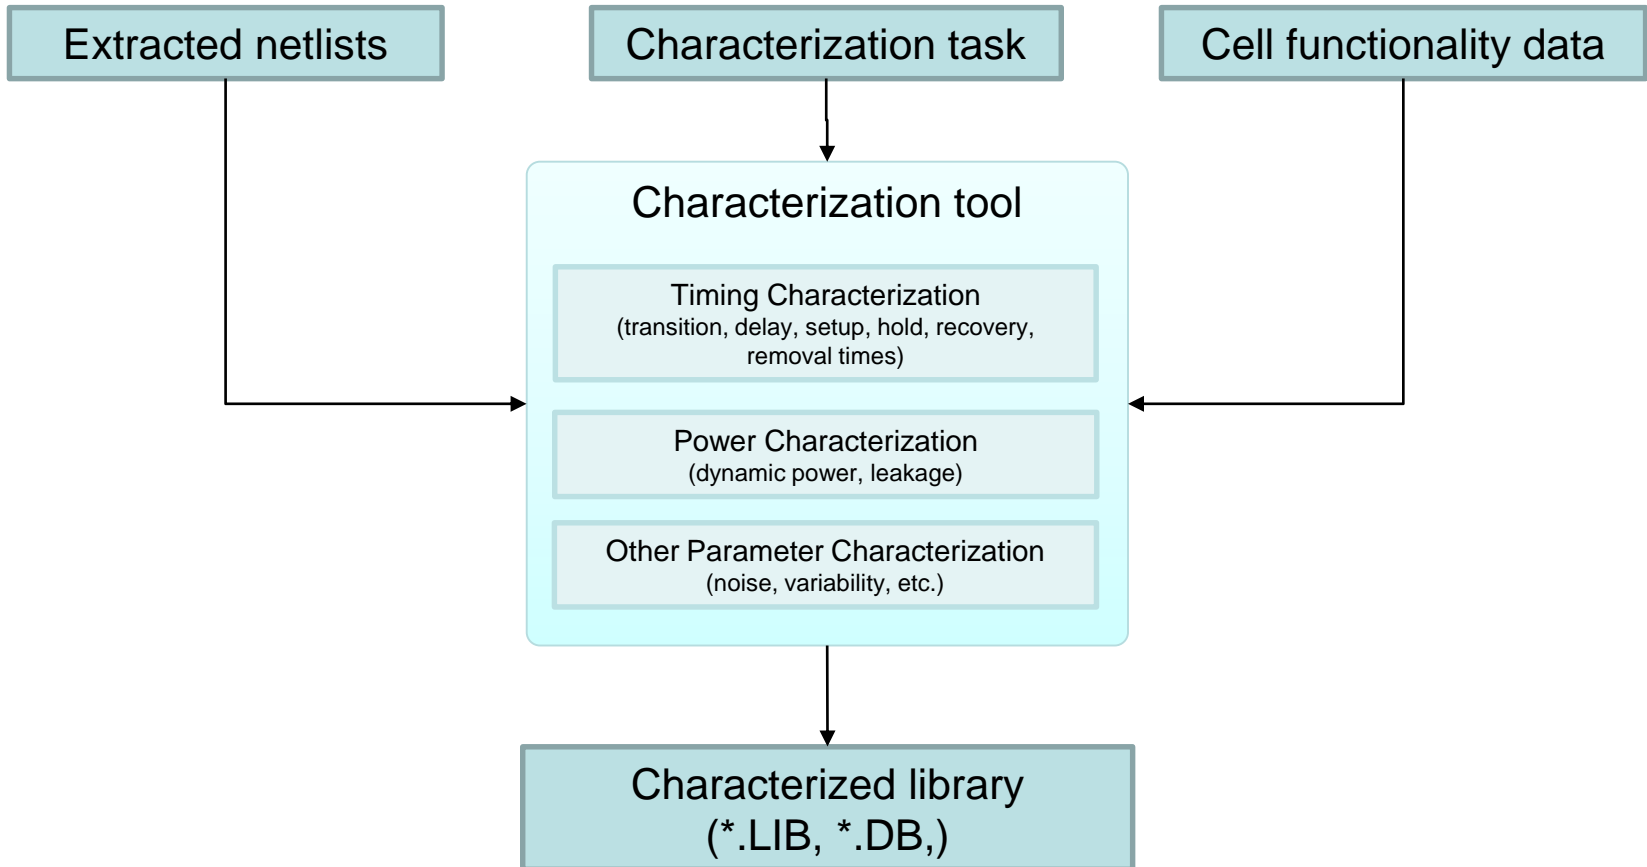 Extracted netlists
Characterization task
Cell functionality data
Characterization tool
Timing Characterization
(transition, delay, setup, hold, recovery,
removal times)
Power Characterization
(dynamic power, leakage)
Other Parameter Characterization
(noise, variability, etc.)
Characterized library
(*.LIB, *.DB,)